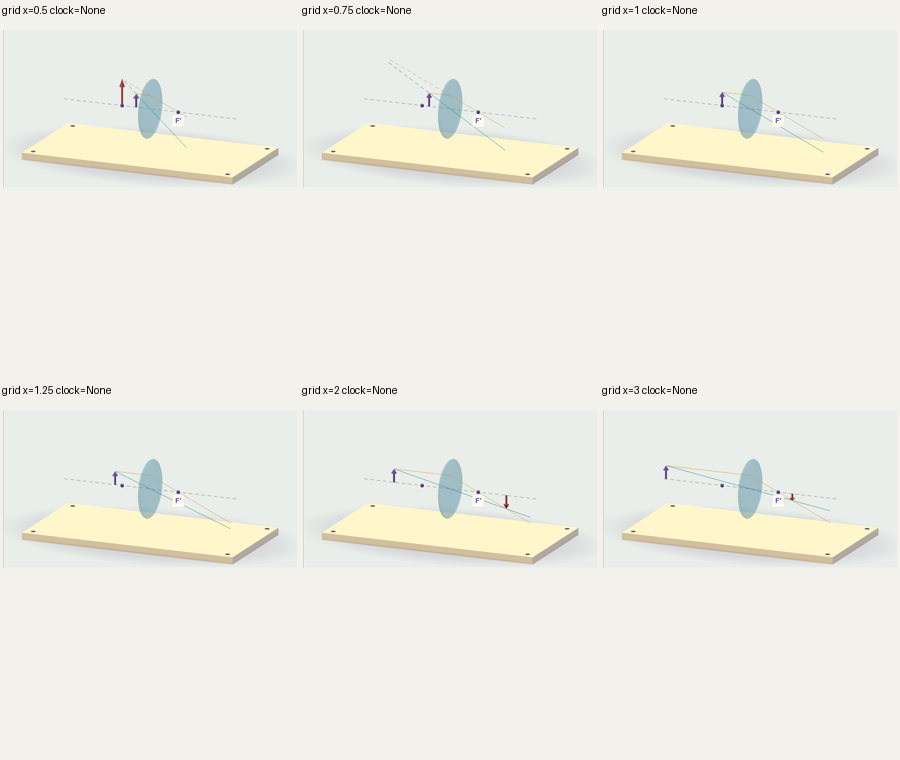 grid x=0.5 clock=None
grid x=0.75 clock=None
grid x=1 clock=None
F'
F'
F'
grid x=1.25 clock=None
grid x=2 clock=None
grid x=3 clock=None
F'
F'
F'